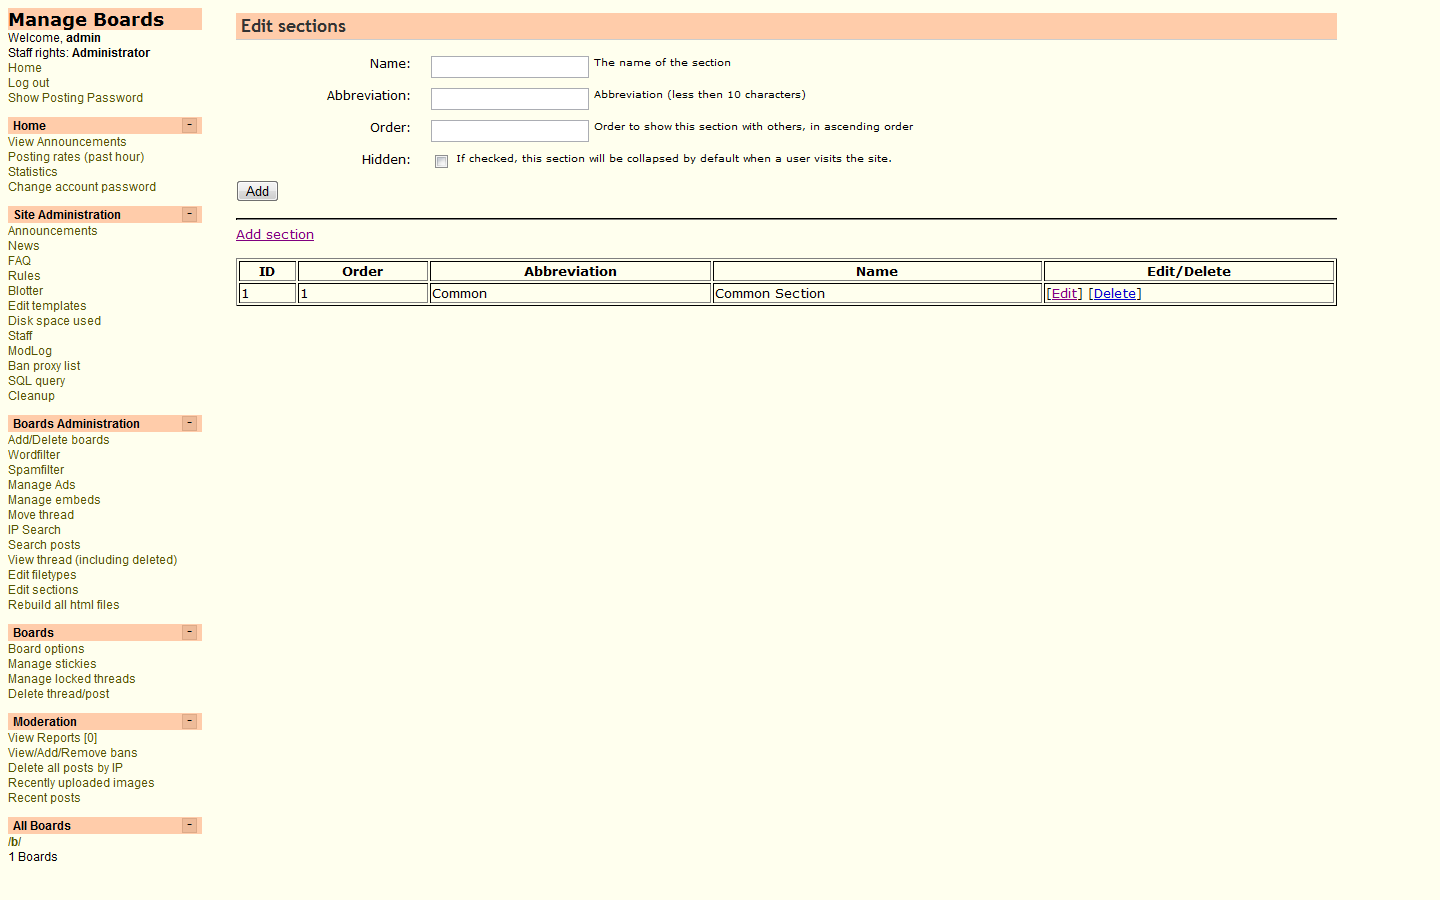 Manage Boards
Welcome, admin
Staff rights: Administrator
Home
Log out
Show Posting Password
Home -
View Announcements
Posting rates (past hour)
Statistics
Change account password
Site Administration -
Announcements
News
FAQ
Rules
Blotter
Edit templates
Disk space used
Staff
ModLog
Ban proxy list
SQL query
Cleanup
Boards Administration -
Add/Delete boards
Wordfilter
Spamfilter
Manage Ads
Manage embeds
Move thread
IP Search
Search posts
View thread (including deleted)
Edit filetypes
Edit sections
Rebuild all html files
Boards -
Board options
Manage stickies
Manage locked threads
Delete thread/post
Moderation -
View Reports [0]
View/Add/Remove bans
Delete all posts by IP
Recently uploaded images
Recent posts
All Boards -
/b/
1 Boards
Edit sections
Name: The name of the section
Abbreviation: Abbreviation (less then 10 characters)
Order: Order to show this section with others, in ascending order
Hidden: If checked, this section will be collapsed by default when a user visits the site.
Add
Add section
ID Order Abbreviation Name Edit/Delete
1 1 Common Common Section [Edit] [Delete]